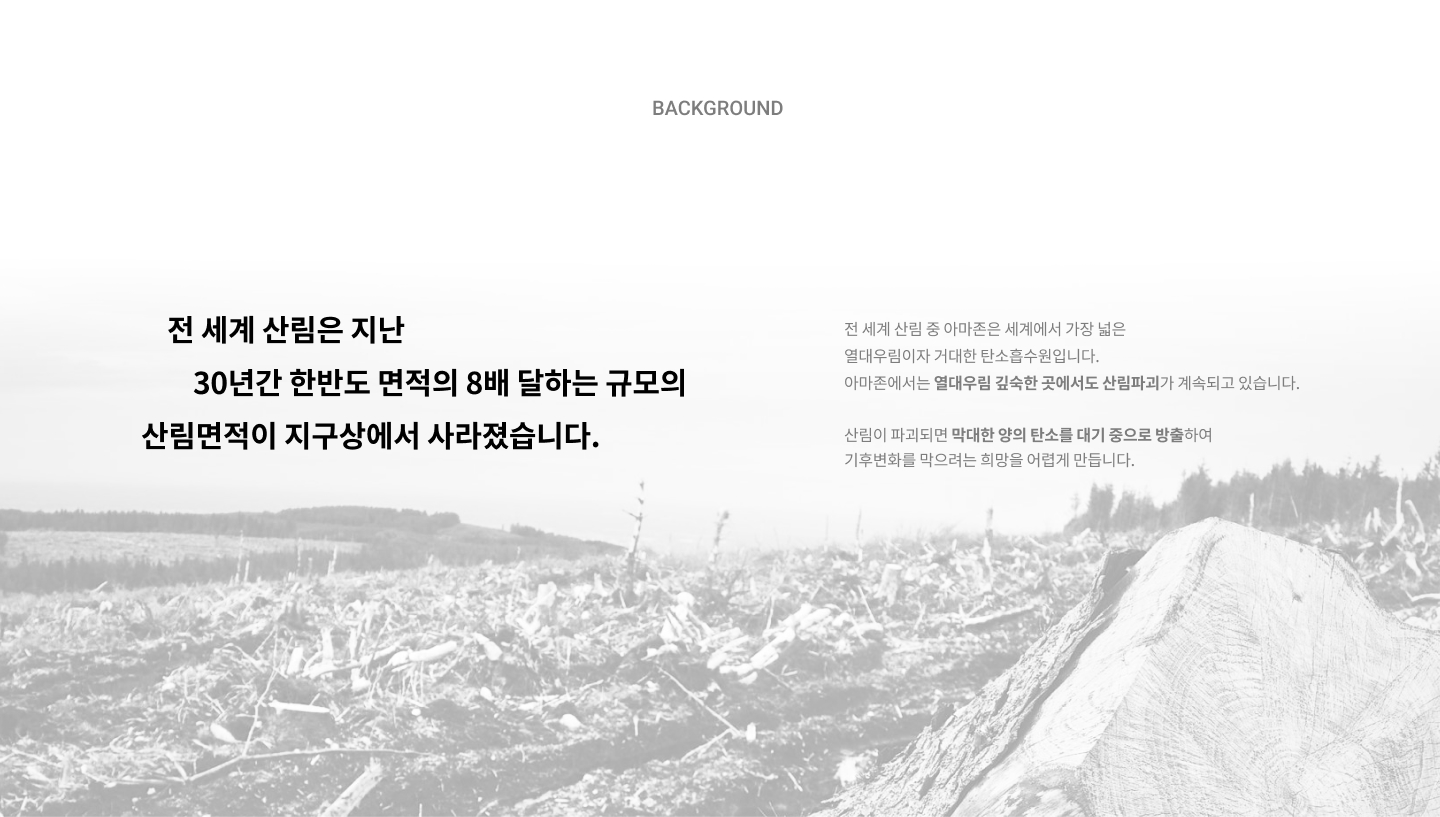 BACKGROUND
전 세계 산림은 지난
30년간 한반도 면적의 8배 달하는 규모의
산림면적이 지구상에서 사라졌습니다.
전 세계 산림 중 아마존은 세계에서 가장 넓은
열대우림이자 거대한 탄소흡수원입니다.
아마존에서는 열대우림 깊숙한 곳에서도 산림파괴가 계속되고 있습니다.
산림이 파괴되면 막대한 양의 탄소를 대기 중으로 방출하여
기후변화를 막으려는 희망을 어렵게 만듭니다.